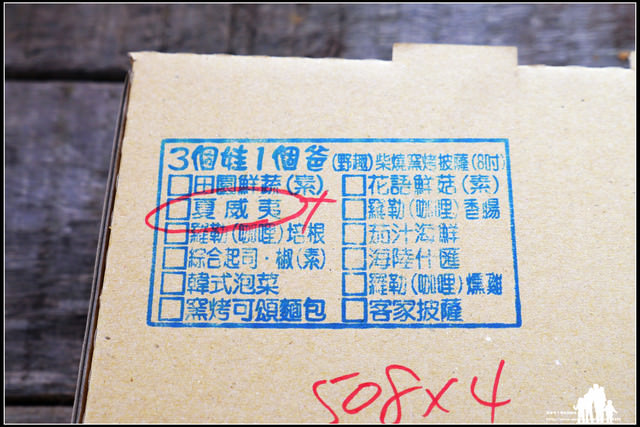 3個娃1個爸(野趣)柴燒窯烤披薩(8吋)
□田園鮮蔬(素) □花語鮮菇(素)
□夏威夷 □羅勒(咖哩)香腸
□羅勒(咖哩)培根 □茄汁海鮮
□綜合起司·椒(素) □海陸什匯
□韓式泡菜 □羅勒(咖哩)燻雞
□窯烤可頌麵包 □客家披薩
508×4